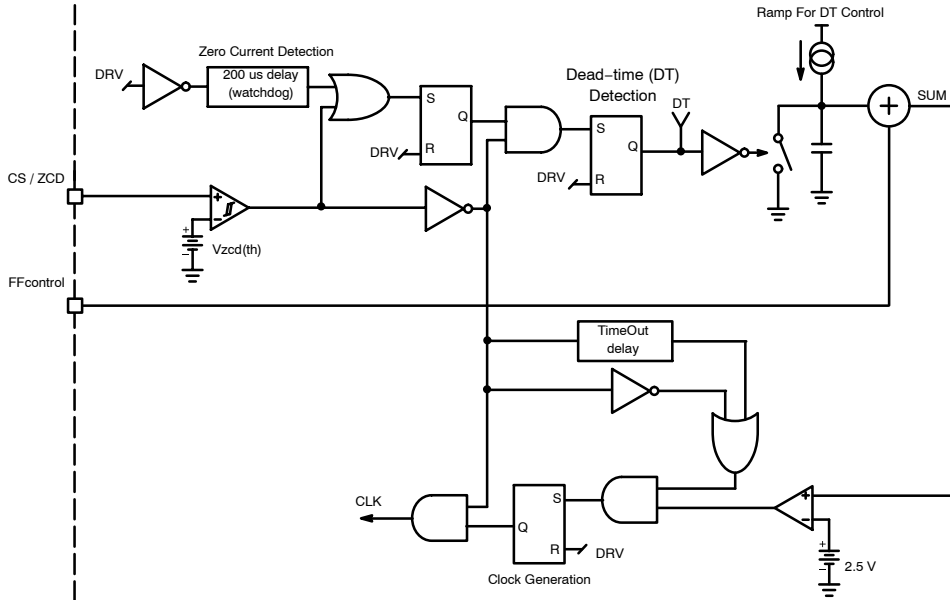 Ramp For DT Control
Zero Current Detection
DRV
200 us delay
(watchdog)
Dead−time (DT)
Detection
DT
SUM
S
Q
R
DRV
S
Q
R
DRV
+
CS / ZCD
+
−
+
−
Vzcd(th)
FFcontrol
TimeOut
delay
CLK
S
Q
R
DRV
Clock Generation
+
−
+
−
2.5 V